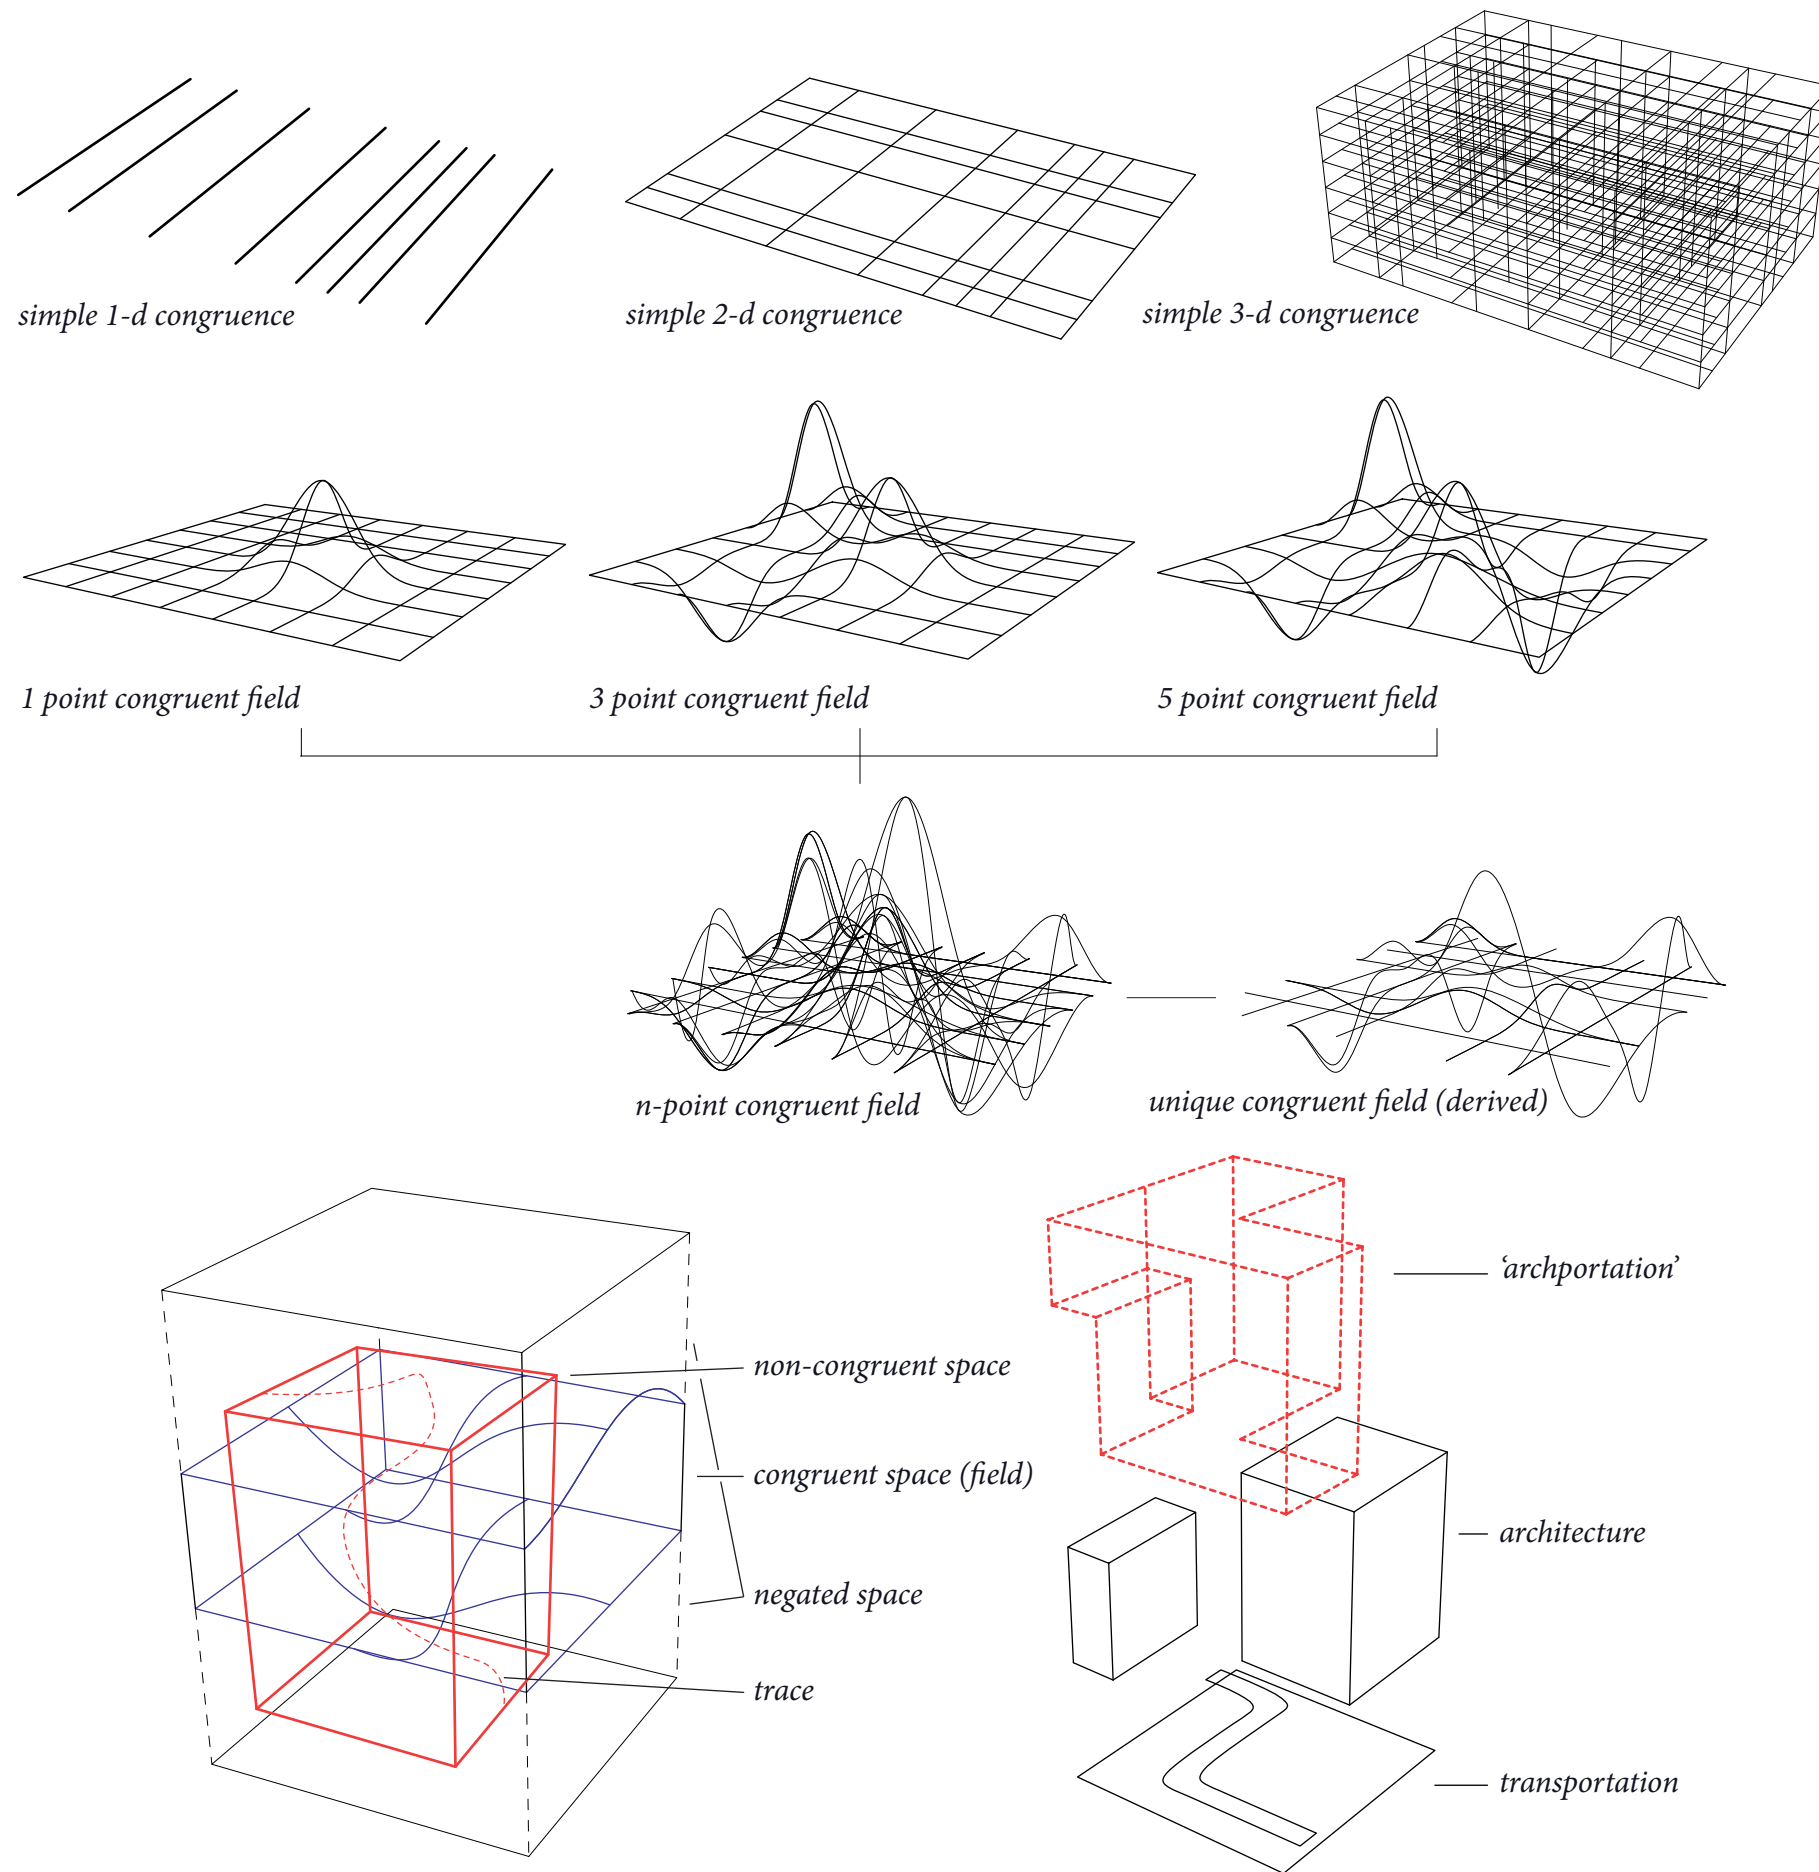 simple 1-d congruence
simple 2-d congruence
simple 3-d congruence
1 point congruent field
3 point congruent field
5 point congruent field
n-point congruent field
unique congruent field (derived)
‘archportation’
non-congruent space
congruent space (field)
architecture
negated space
trace
transportation